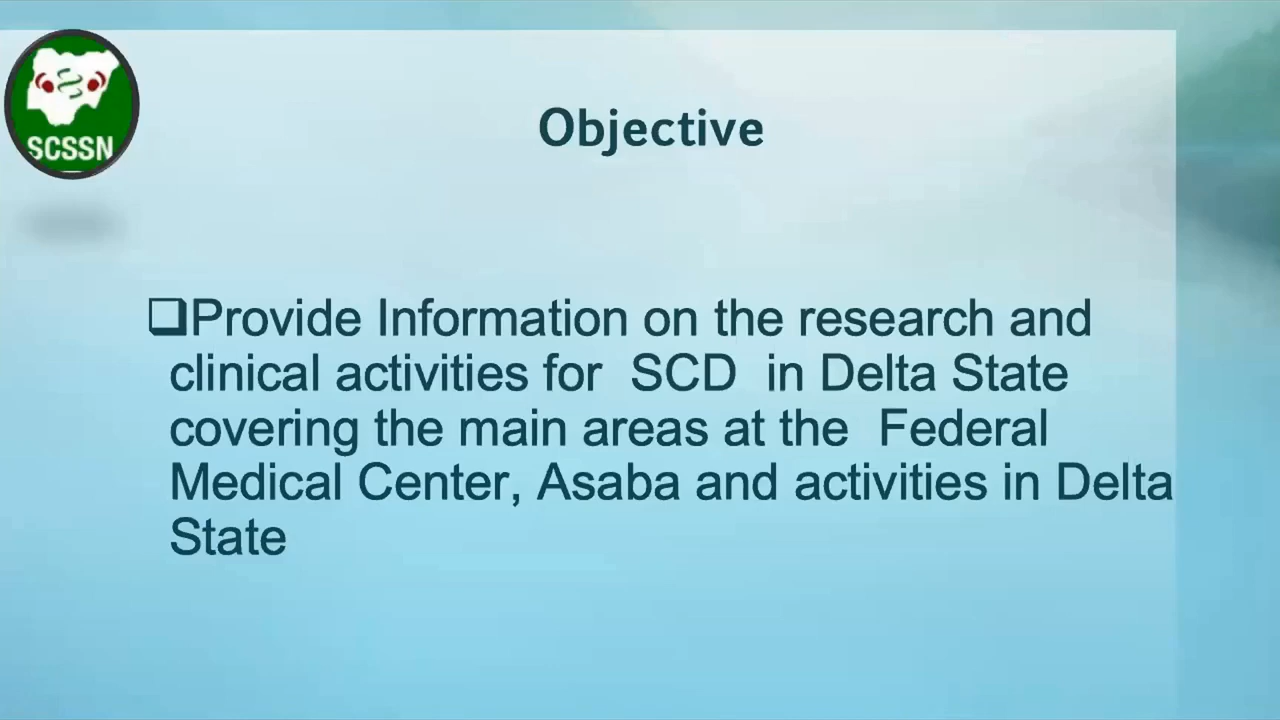 SCSSN
Objective
❑Provide Information on the research and
clinical activities for SCD in Delta State
covering the main areas at the Federal
Medical Center, Asaba and activities in Delta
State